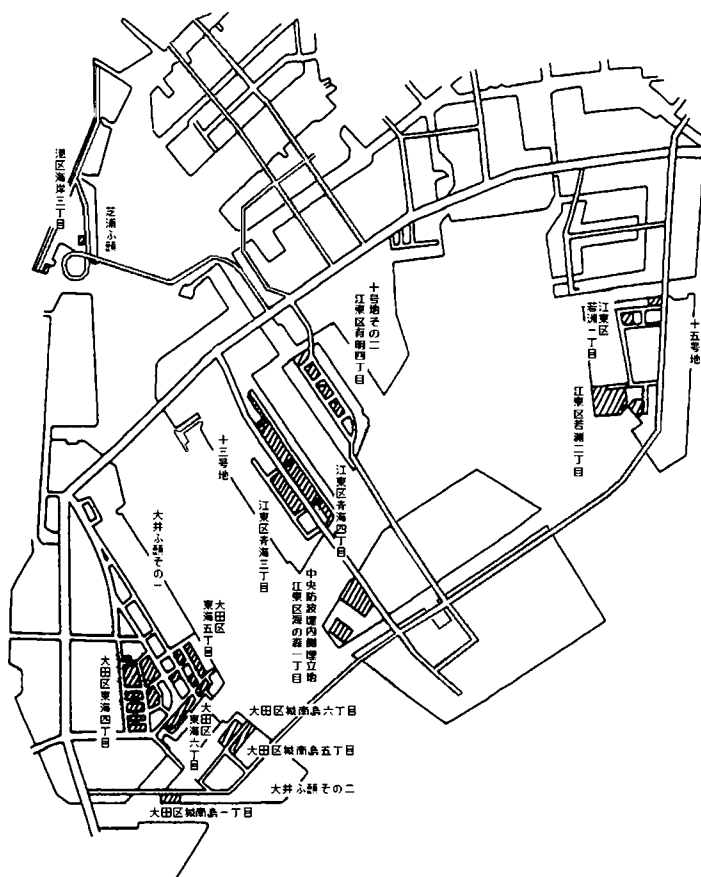 港区海岸三丁目
芝浦ふ頭
十号地その二
江東区有明四丁目
江東区
若洲一丁目
十五号地
江東区若洲二丁目
十三号地
江東区青海三丁目
江東区青海四丁目
大井ふ頭その一
中央防波堤内側埋立地
江東区海の森一丁目
大田区
東海五丁目
大田区東海四丁目
大田区
東海六丁目
大田区城南島六丁目
大田区城南島五丁目
大井ふ頭その二
大田区城南島一丁目